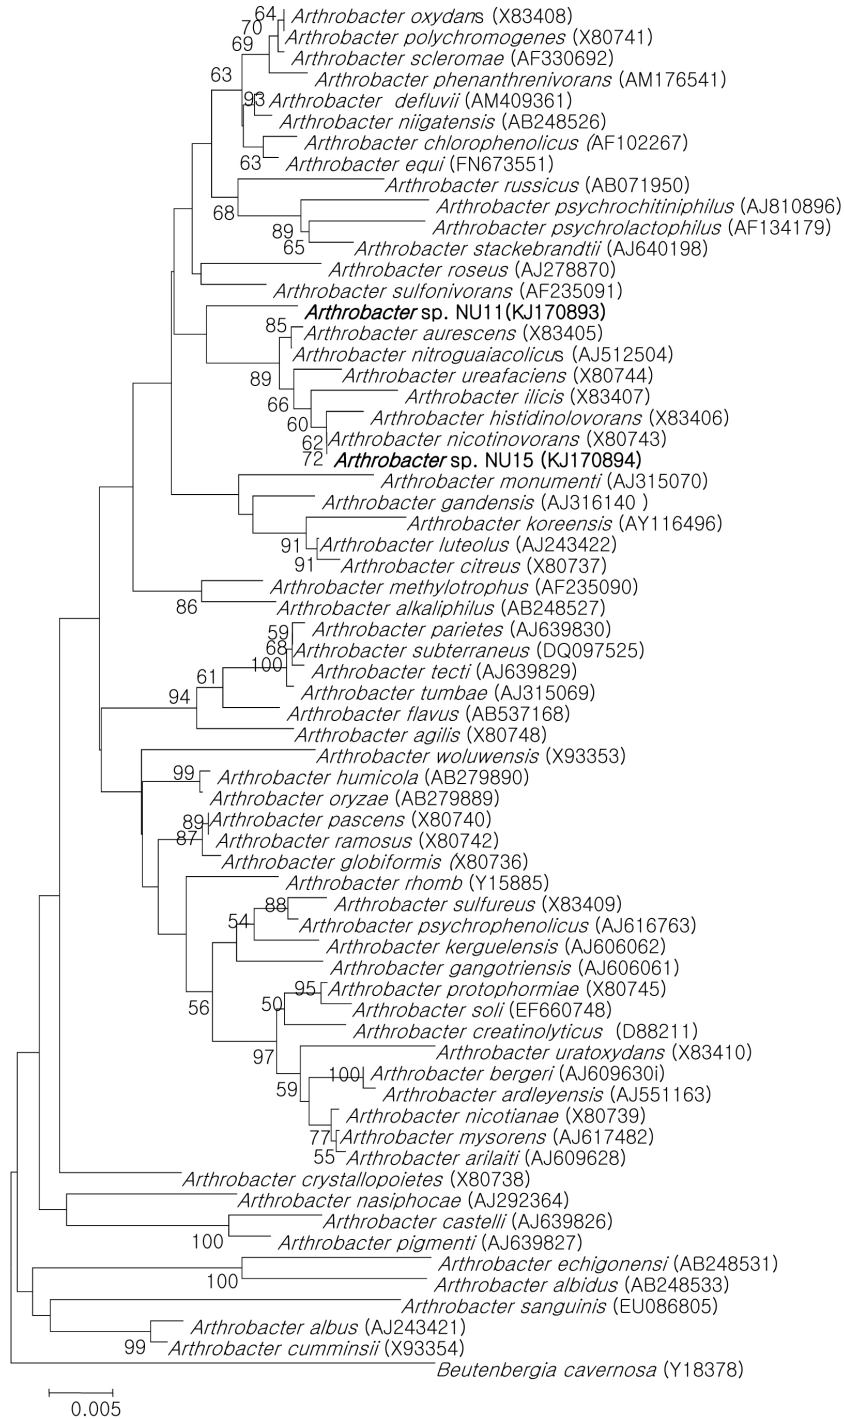 64 Arthrobacter oxydans (X83408)
70 Arthrobacter polychromogenes (X80741)
69 Arthrobacter scleromae (AF330692)
63 Arthrobacter phenanthrenivorans (AM176541)
93 Arthrobacter defluvii (AM409361)
Arthrobacter niigatensis (AB248526)
Arthrobacter chlorophenolicus (AF102267)
63 Arthrobacter equi (FN673551)
Arthrobacter russicus (AB071950)
68 Arthrobacter psychrochitiniphilus (AJ810896)
89 Arthrobacter psychrolactophilus (AF134179)
65 Arthrobacter stackebrandtii (AJ640198)
Arthrobacter roseus (AJ278870)
Arthrobacter sulfonivorans (AF235091)
Arthrobacter sp. NU11(KJ170893)
85 Arthrobacter aurescens (X83405)
Arthrobacter nitroguaiacolicus (AJ512504)
89 Arthrobacter ureafaciens (X80744)
66 Arthrobacter ilicis (X83407)
60 Arthrobacter histidinolovorans (X83406)
62 Arthrobacter nicotinovorans (X80743)
72 Arthrobacter sp. NU15 (KJ170894)
Arthrobacter monumenti (AJ315070)
Arthrobacter gandensis (AJ316140 )
Arthrobacter koreensis (AY116496)
91 Arthrobacter luteolus (AJ243422)
91 Arthrobacter citreus (X80737)
Arthrobacter methylotrophus (AF235090)
86 Arthrobacter alkaliphilus (AB248527)
59 Arthrobacter parietes (AJ639830)
68 Arthrobacter subterraneus (DQ097525)
61 100 Arthrobacter tecti (AJ639829)
94 Arthrobacter tumbae (AJ315069)
Arthrobacter flavus (AB537168)
Arthrobacter agilis (X80748)
Arthrobacter woluwensis (X93353)
99 Arthrobacter humicola (AB279890)
Arthrobacter oryzae (AB279889)
89 Arthrobacter pascens (X80740)
87 Arthrobacter ramosus (X80742)
Arthrobacter globiformis (X80736)
Arthrobacter rhomb (Y15885)
88 Arthrobacter sulfureus (X83409)
54 Arthrobacter psychrophenolicus (AJ616763)
Arthrobacter kerguelensis (AJ606062)
Arthrobacter gangotriensis (AJ606061)
95 Arthrobacter protophormiae (X80745)
56 50 Arthrobacter soli (EF660748)
Arthrobacter creatinolyticus (D88211)
97 Arthrobacter uratoxydans (X83410)
100 Arthrobacter bergeri (AJ609630i)
59 Arthrobacter ardleyensis (AJ551163)
Arthrobacter nicotianae (X80739)
77 Arthrobacter mysorens (AJ617482)
55 Arthrobacter arilaiti (AJ609628)
Arthrobacter crystallopoietes (X80738)
Arthrobacter nasiphocae (AJ292364)
Arthrobacter castelli (AJ639826)
100 Arthrobacter pigmenti (AJ639827)
Arthrobacter echigonensi (AB248531)
100 Arthrobacter albidus (AB248533)
Arthrobacter sanguinis (EU086805)
Arthrobacter albus (AJ243421)
99 Arthrobacter cumminsii (X93354)
Beutenbergia cavernosa (Y18378)
0.005